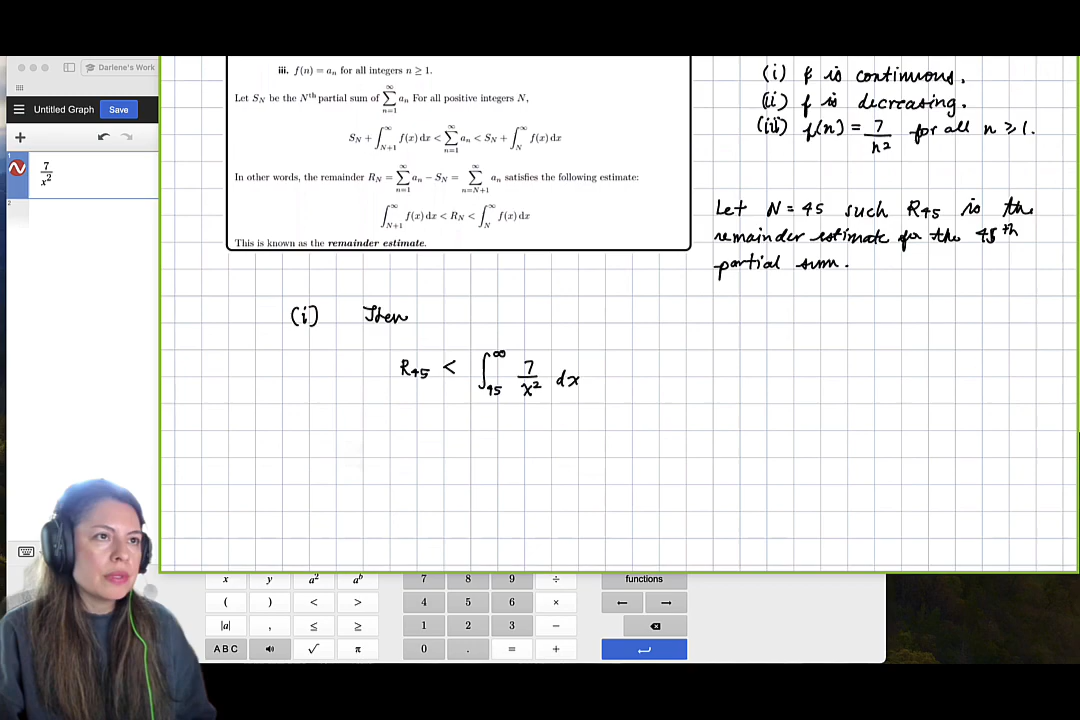 Darlene's Work
Untitled Graph Save
1
7/x²
2
iii. f(n) = aₙ for all integers n ≥ 1.
Let S_N be the Nᵗʰ partial sum of ∑_{n=1}^{∞} aₙ For all positive integers N,
S_N + ∫_{N+1}^{∞} f(x) dx < ∑_{n=1}^{∞} aₙ < S_N + ∫_{N}^{∞} f(x) dx
In other words, the remainder R_N = ∑_{n=1}^{∞} aₙ − S_N = ∑_{n=N+1}^{∞} aₙ satisfies the following estimate:
∫_{N+1}^{∞} f(x) dx < R_N < ∫_{N}^{∞} f(x) dx
This is known as the remainder estimate.
(i) f is continuous.
(ii) f is decreasing.
(iii) f(n) = 7/n² for all n ≥ 1.
Let N = 45 such R₄₅ is the
remainder estimate for the 45ᵗʰ
partial sum.
(i) Then
R₄₅ < ∫_{45}^{∞} 7/x² dx
x y a² aᵇ 7 8 9 ÷ functions
( ) < > 4 5 6 × ← →
|a| , ≤ ≥ 1 2 3 −
A B C √ π 0 . = +